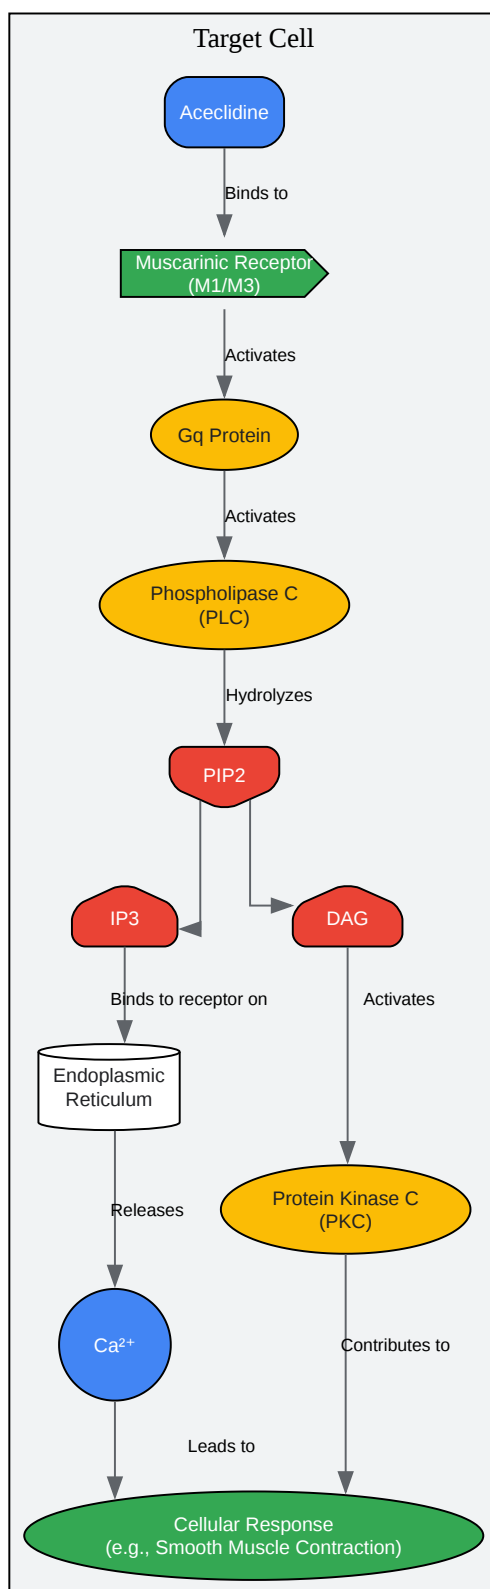 Target Cell
Aceclidine
Binds to
Muscarinic Receptor
(M1/M3)
Activates
Gq Protein
Activates
Phospholipase C
(PLC)
Hydrolyzes
PIP2
IP3
DAG
Binds to receptor on
Activates
Endoplasmic
Reticulum
Releases
Protein Kinase C
(PKC)
Ca²⁺
Contributes to
Leads to
Cellular Response
(e.g., Smooth Muscle Contraction)